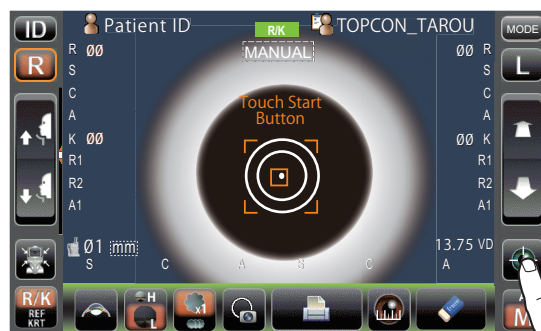 ID Patient ID R/K TOPCON_TAROU MODE
MANUAL
R R 00 00 R L
S S
C Touch Start C
A Button A
K 00 00 K
R1 R1
R2 R2
A1 A1
01 mm 13.75 VD
S C A S C A
R/K
REF
KRT
H
L
x1
M